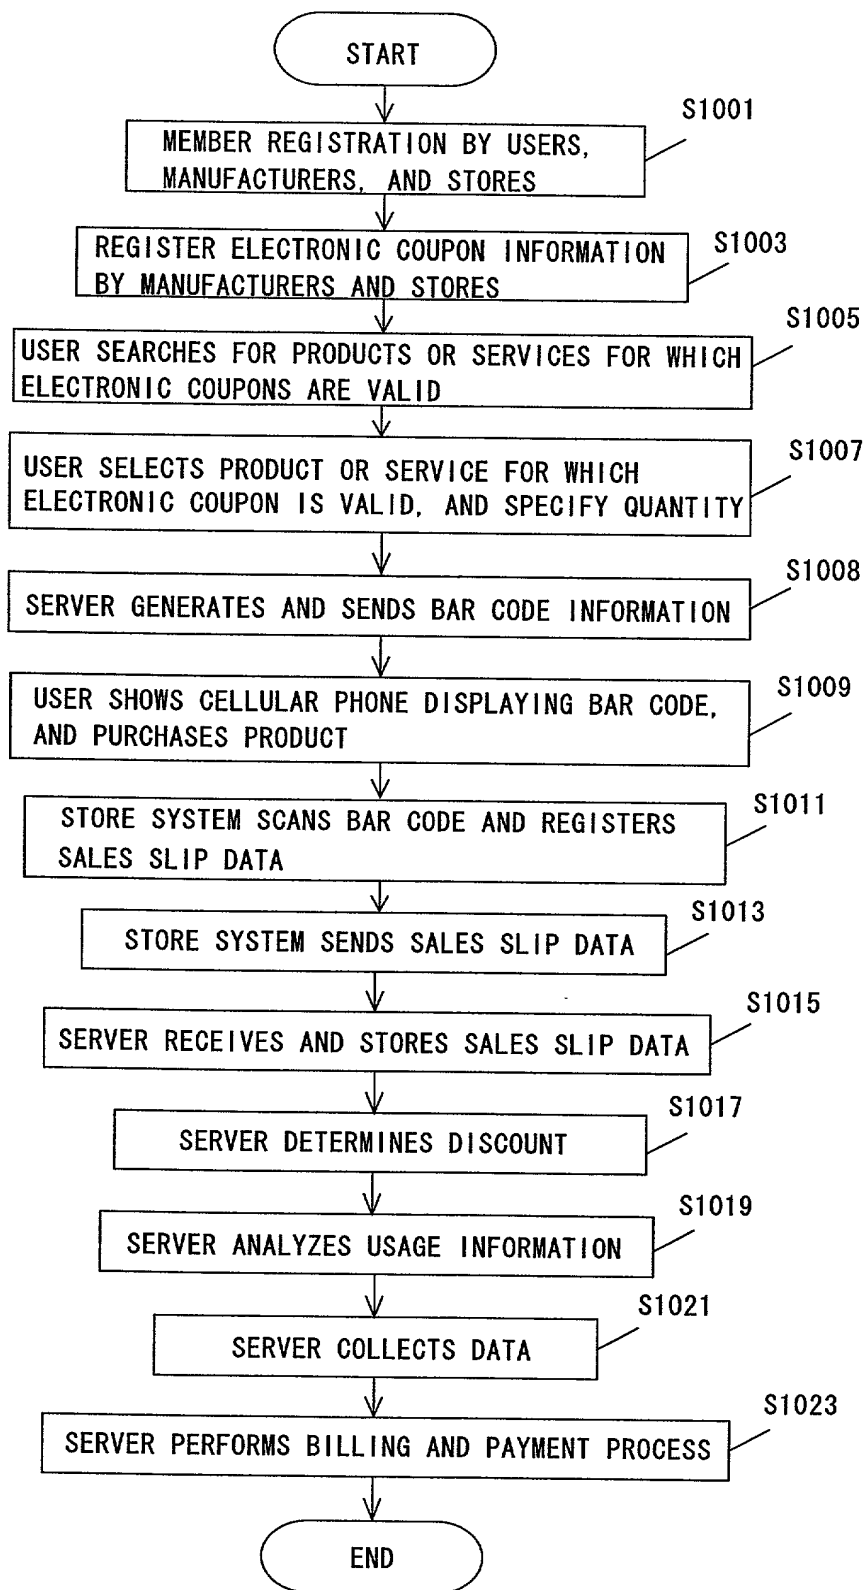 START
S1001
MEMBER REGISTRATION BY USERS,
MANUFACTURERS, AND STORES
S1003
REGISTER ELECTRONIC COUPON INFORMATION
BY MANUFACTURERS AND STORES
S1005
USER SEARCHES FOR PRODUCTS OR SERVICES FOR WHICH
ELECTRONIC COUPONS ARE VALID
S1007
USER SELECTS PRODUCT OR SERVICE FOR WHICH
ELECTRONIC COUPON IS VALID, AND SPECIFY QUANTITY
S1008
SERVER GENERATES AND SENDS BAR CODE INFORMATION
S1009
USER SHOWS CELLULAR PHONE DISPLAYING BAR CODE,
AND PURCHASES PRODUCT
S1011
STORE SYSTEM SCANS BAR CODE AND REGISTERS
SALES SLIP DATA
S1013
STORE SYSTEM SENDS SALES SLIP DATA
S1015
SERVER RECEIVES AND STORES SALES SLIP DATA
S1017
SERVER DETERMINES DISCOUNT
S1019
SERVER ANALYZES USAGE INFORMATION
S1021
SERVER COLLECTS DATA
S1023
SERVER PERFORMS BILLING AND PAYMENT PROCESS
END